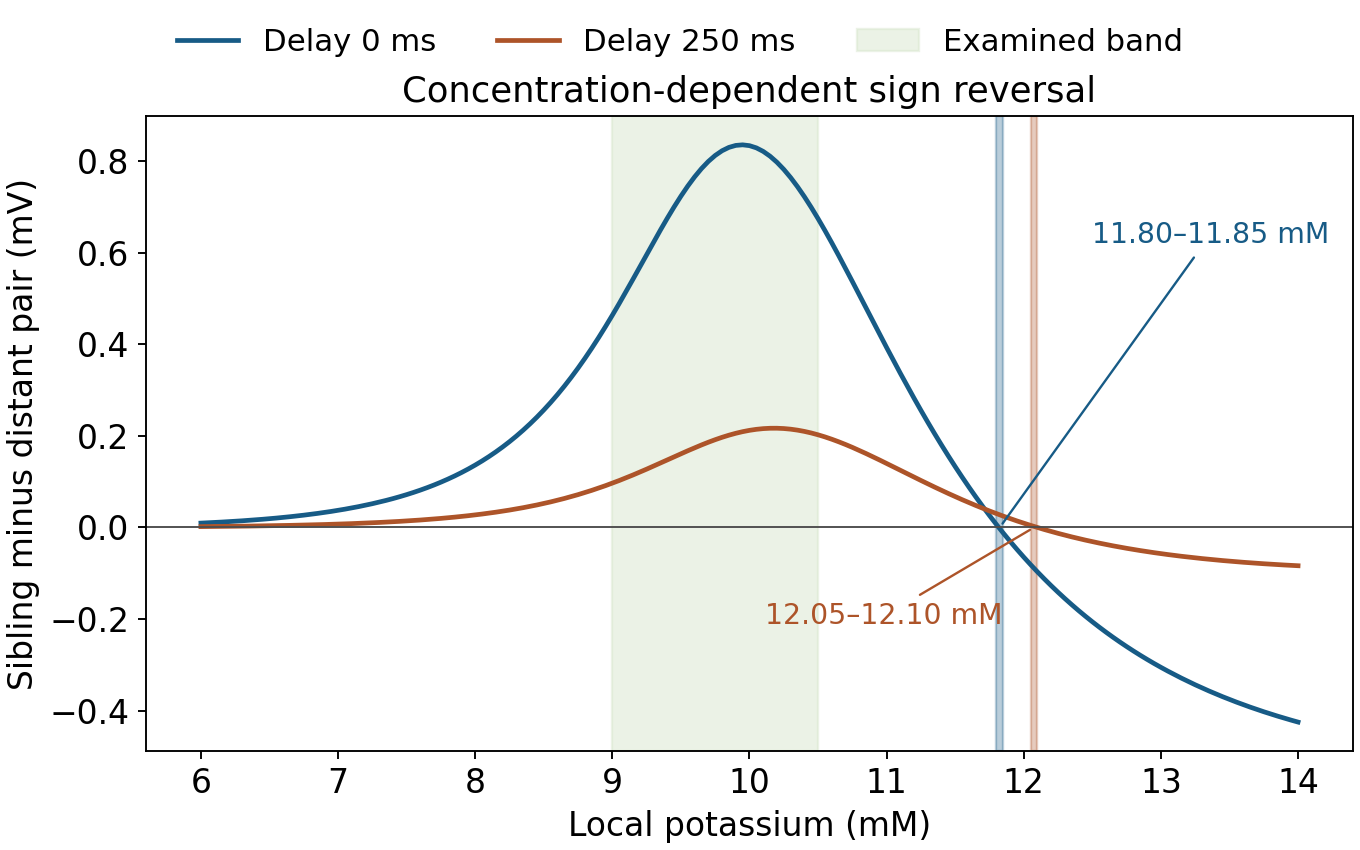 Delay 0 ms Delay 250 ms Examined band
Concentration-dependent sign reversal
Sibling minus distant pair (mV)
0.8
0.6
0.4
0.2
0.0
−0.2
−0.4
11.80–11.85 mM
12.05–12.10 mM
6 7 8 9 10 11 12 13 14
Local potassium (mM)